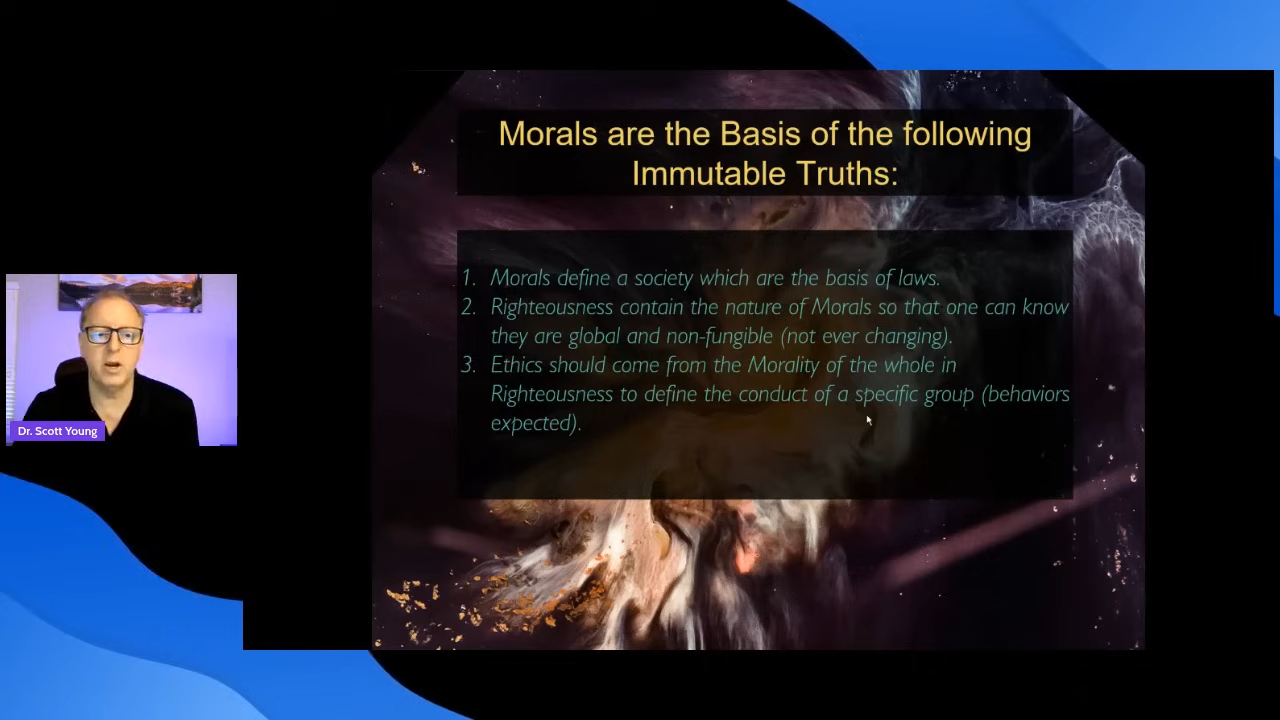 Morals are the Basis of the following
Immutable Truths:
1. Morals define a society which are the basis of laws.
2. Righteousness contain the nature of Morals so that one can know
they are global and non-fungible (not ever changing).
3. Ethics should come from the Morality of the whole in
Righteousness to define the conduct of a specific group (behaviors
expected).
Dr. Scott Young